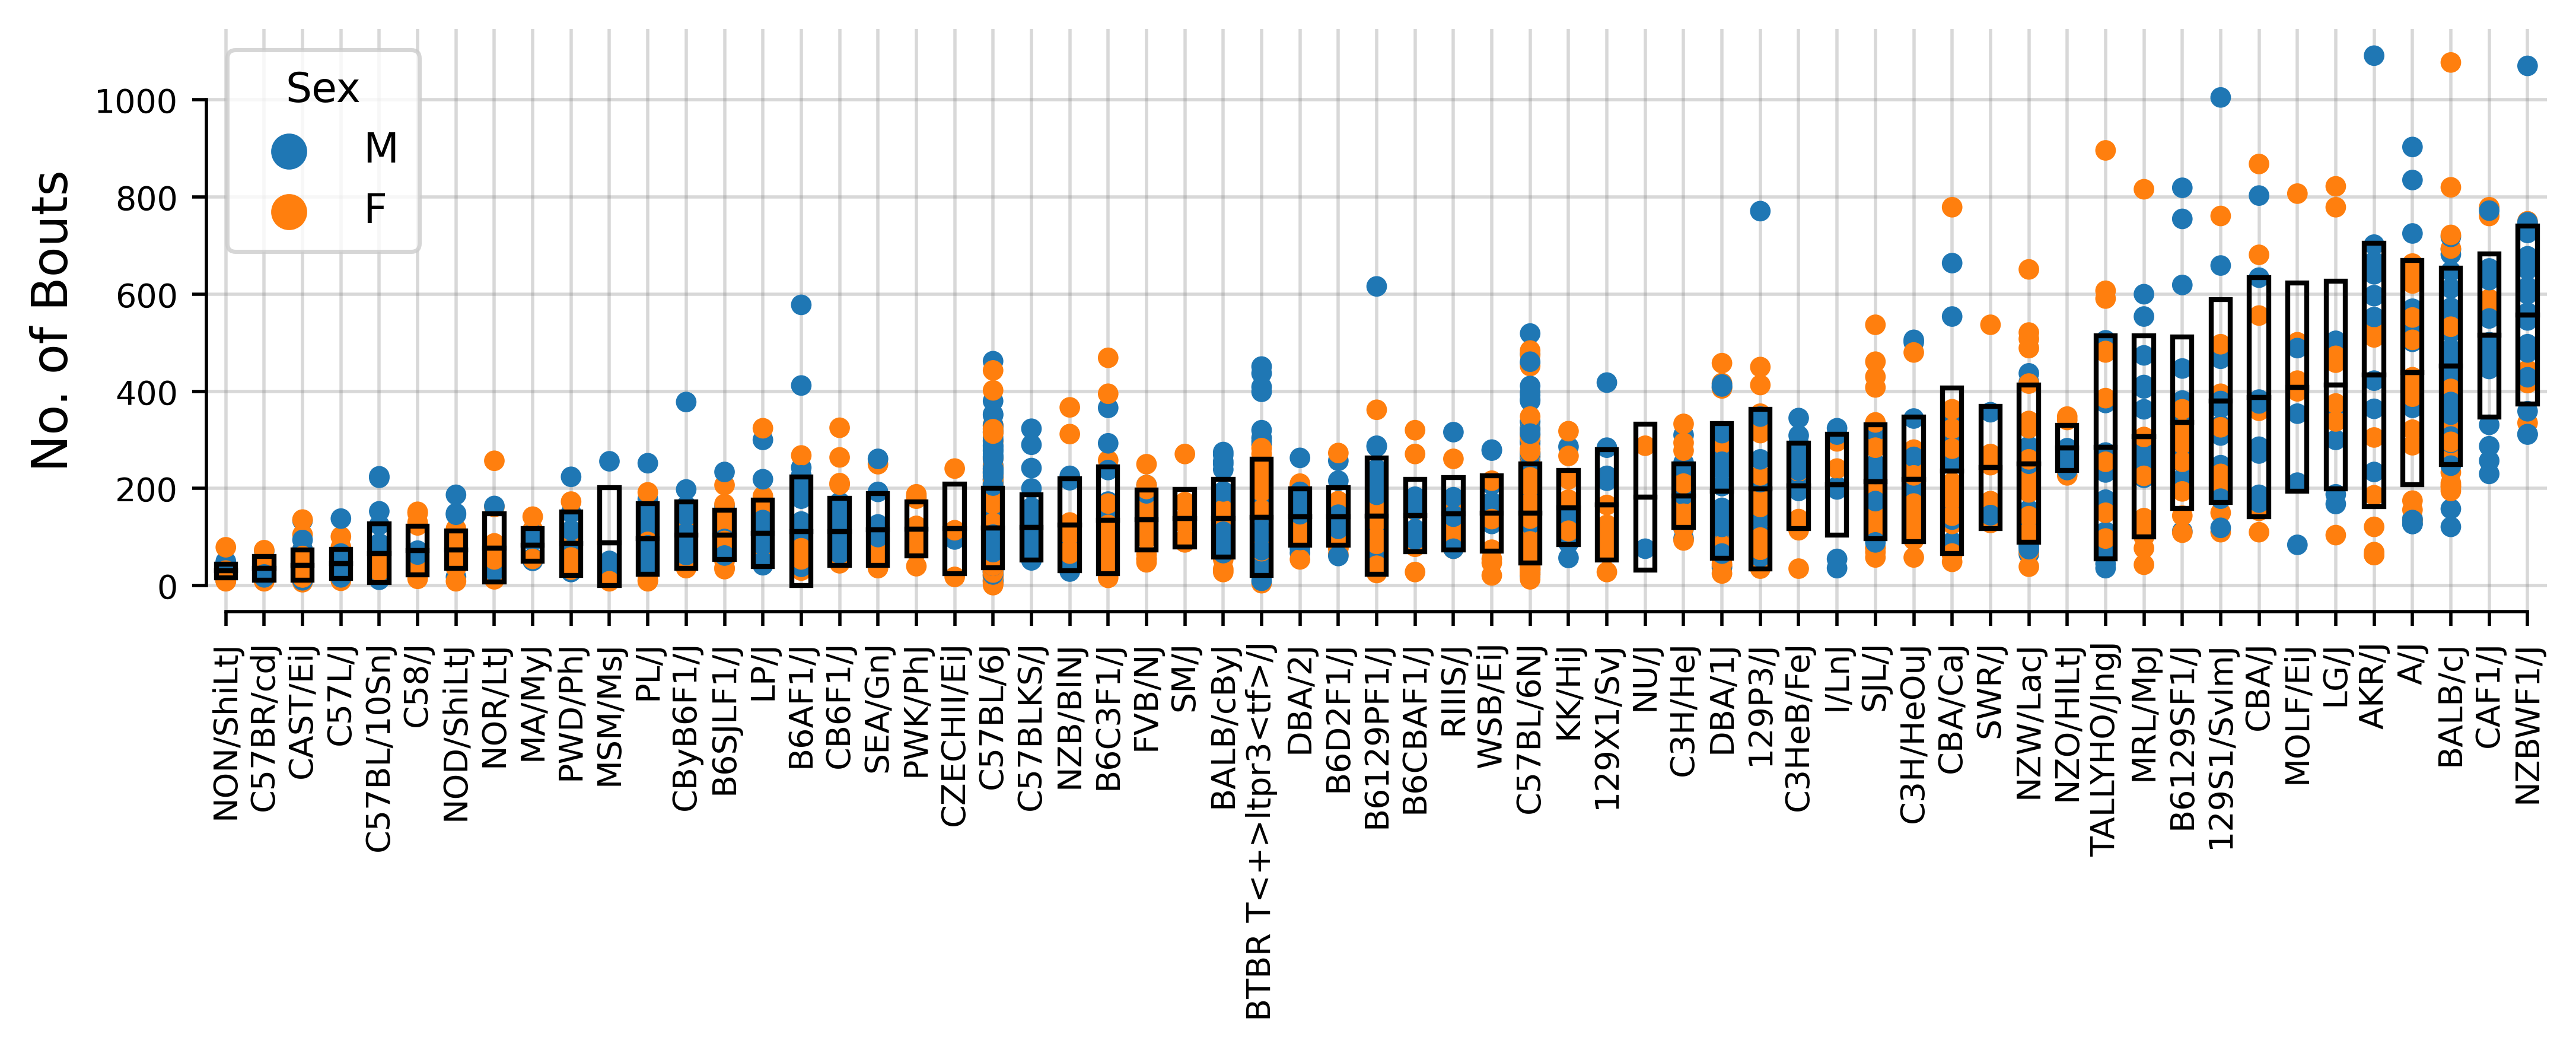 Sex
M
F
No. of Bouts
1000
800
600
400
200
0
NON/ShiLtJ
C57BR/cdJ
CAST/EiJ
C57L/J
C57BL/10SnJ
C58/J
NOD/ShiLtJ
NOR/LtJ
MA/MyJ
PWD/PhJ
MSM/MsJ
PL/J
CByB6F1/J
B6SJLF1/J
LP/J
B6AF1/J
CB6F1/J
SEA/GnJ
PWK/PhJ
CZECHII/EiJ
C57BL/6J
C57BLKS/J
NZB/BlNJ
B6C3F1/J
FVB/NJ
SM/J
BALB/cByJ
BTBR T<+>ltpr3<tf>/J
DBA/2J
B6D2F1/J
B6129PF1/J
B6CBAF1/J
RIIIS/J
WSB/EiJ
C57BL/6NJ
KK/HiJ
129X1/SvJ
NU/J
C3H/HeJ
DBA/1J
129P3/J
C3HeB/FeJ
I/LnJ
SJL/J
C3H/HeOuJ
CBA/CaJ
SWR/J
NZW/LacJ
NZO/HILtJ
TALLYHO/JngJ
MRL/MpJ
B6129SF1/J
129S1/SvlmJ
CBA/J
MOLF/EiJ
LG/J
AKR/J
A/J
BALB/cJ
CAF1/J
NZBWF1/J